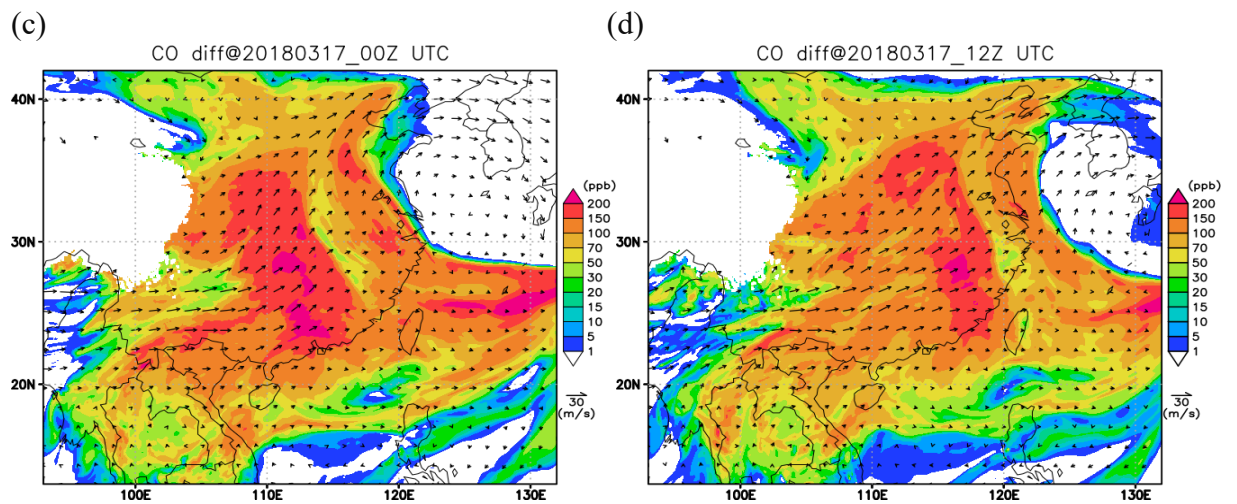 (c)
(d)
CO diff@20180317_00Z UTC
CO diff@20180317_12Z UTC
40N
30N
20N
100E
110E
120E
130E
(ppb)
200
150
100
70
50
30
20
15
10
5
1
30
(m/s)
40N
30N
20N
100E
110E
120E
130E
(ppb)
200
150
100
70
50
30
20
15
10
5
1
30
(m/s)